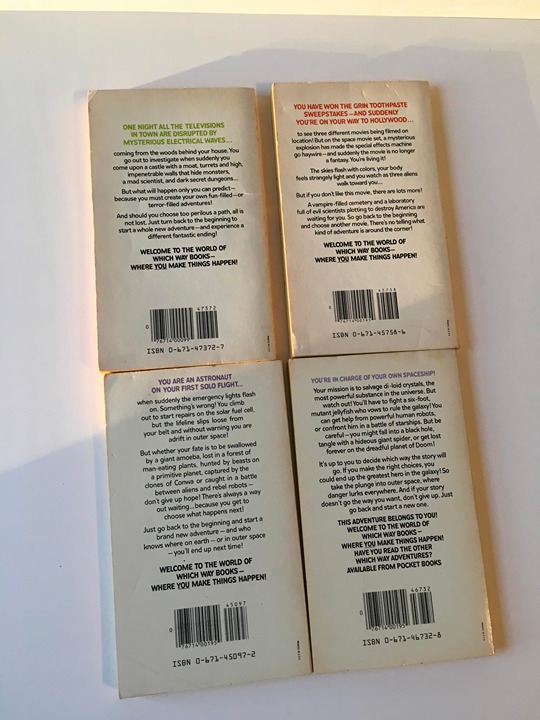 ONE NIGHT ALL THE TELEVISIONS
IN TOWN ARE DISRUPTED BY
MYSTERIOUS ELECTRICAL WAVES...
coming from the woods behind your house. You
go out to investigate when suddenly you
come upon a castle with a moat, turrets and high,
impenetrable walls that hide monsters,
a mad scientist, and dark secret dungeons...
But what will happen only you can predict—
because you must create your own fun-filled—or
terror-filled adventures!
And should you choose too perilous a path, all is
not lost. Just turn back to the beginning to
start a whole new adventure—and experience a
different fantastic ending!
WELCOME TO THE WORLD OF
WHICH WAY BOOKS—
WHERE YOU MAKE THINGS HAPPEN!
47372
0
76714 00095
ISBN 0-671-47372-7
YOU HAVE WON THE GRIN TOOTHPASTE
SWEEPSTAKES—AND SUDDENLY
YOU'RE ON YOUR WAY TO HOLLYWOOD...
to see three different movies being filmed on
location! But on the space movie set, a mysterious
explosion has made the special effects machine
go haywire—and suddenly the movie is no longer
a fantasy. You're living it!
The skies flash with colors, your body
feels strangely light and you watch as three aliens
walk toward you...
But if you don't like this movie, there are lots more!
A vampire-filled cemetery and a laboratory
full of evil scientists plotting to destroy America are
waiting for you. So go back to the beginning
and choose another movie. There's no telling what
kind of adventure is around the corner!
WELCOME TO THE WORLD OF
WHICH WAY BOOKS—
WHERE YOU MAKE THINGS HAPPEN!
45758
0
76714 00195
ISBN 0-671-45758-6
YOU ARE AN ASTRONAUT
ON YOUR FIRST SOLO FLIGHT...
when suddenly the emergency lights flash
on. Something's wrong! You climb
out to start repairs on the solar fuel cell,
but the lifeline slips loose from
your belt and without warning you are
adrift in outer space!
But whether your fate is to be swallowed
by a giant amoeba, lost in a forest of
man-eating plants, hunted by beasts on
a primitive planet, captured by the
clones of Conwa or caught in a battle
between aliens and rebel robots—
don't give up hope! There's always a way
out waiting...because you get to
choose what happens next!
Just go back to the beginning and start a
brand new adventure—and who
knows where on earth—or in outer space
—you'll end up next time!
WELCOME TO THE WORLD OF
WHICH WAY BOOKS—
WHERE YOU MAKE THINGS HAPPEN!
45097
0
76714 00195
ISBN 0-671-45097-2
YOU'RE IN CHARGE OF YOUR OWN SPACESHIP!
Your mission is to salvage di-loid crystals, the
most powerful substance in the universe. But
watch out! You'll have to fight a six-foot,
mutant jellyfish who vows to rule the galaxy! You
can get help from powerful human robots,
or confront him in a battle of starships. But be
careful—you might fall into a black hole,
tangle with a hideous giant spider, or get lost
forever on the dreadful planet of Doom!
It's up to you to decide which way the story will
go. If you make the right choices, you
could end up the greatest hero in the galaxy! So
take the plunge into outer space, where
danger lurks everywhere. And if your story
doesn't go the way you want, don't give up. Just
go back and start a new one.
THIS ADVENTURE BELONGS TO YOU!
WELCOME TO THE WORLD OF
WHICH WAY BOOKS—
WHERE YOU MAKE THINGS HAPPEN!
HAVE YOU READ THE OTHER
WHICH WAY ADVENTURES?
AVAILABLE FROM POCKET BOOKS
46732
0
76714 00195
ISBN 0-671-46732-8